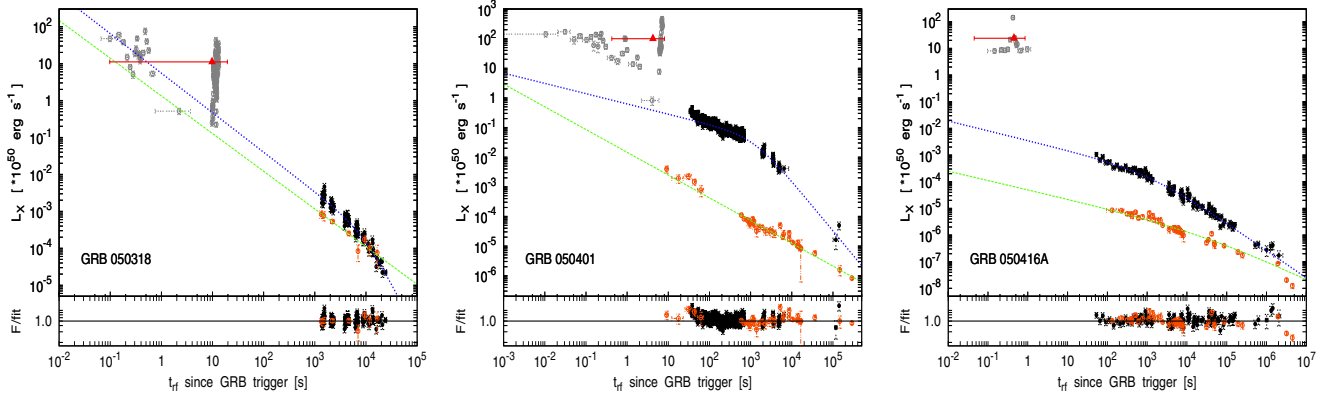 L_X [ *10^50 erg s^-1 ]
10^2
10
1
10^-1
10^-2
10^-3
10^-4
10^-5
GRB 050318
F/fit
1.0
10^-2 10^-1 1 10 10^2 10^3 10^4 10^5
t_rf since GRB trigger [s]
L_X [ *10^50 erg s^-1 ]
10^3
10^2
10
1
10^-1
10^-2
10^-3
10^-4
10^-5
10^-6
GRB 050401
F/fit
1.0
10^-3 10^-2 10^-1 1 10 10^2 10^3 10^4 10^5
t_rf since GRB trigger [s]
L_X [ *10^50 erg s^-1 ]
10^2
10
1
10^-1
10^-2
10^-3
10^-4
10^-5
10^-6
10^-7
10^-8
GRB 050416A
F/fit
1.0
10^-2 10^-1 1 10 10^2 10^3 10^4 10^5 10^6 10^7
t_rf since GRB trigger [s]